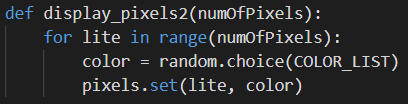 def display_pixels2(numOfPixels):
    for lite in range(numOfPixels):
        color = random.choice(COLOR_LIST)
        pixels.set(lite, color)